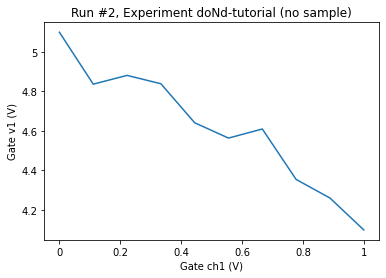 Run #2, Experiment doNd-tutorial (no sample)
Gate v1 (V)
5
4.8
4.6
4.4
4.2
0 0.2 0.4 0.6 0.8 1
Gate ch1 (V)